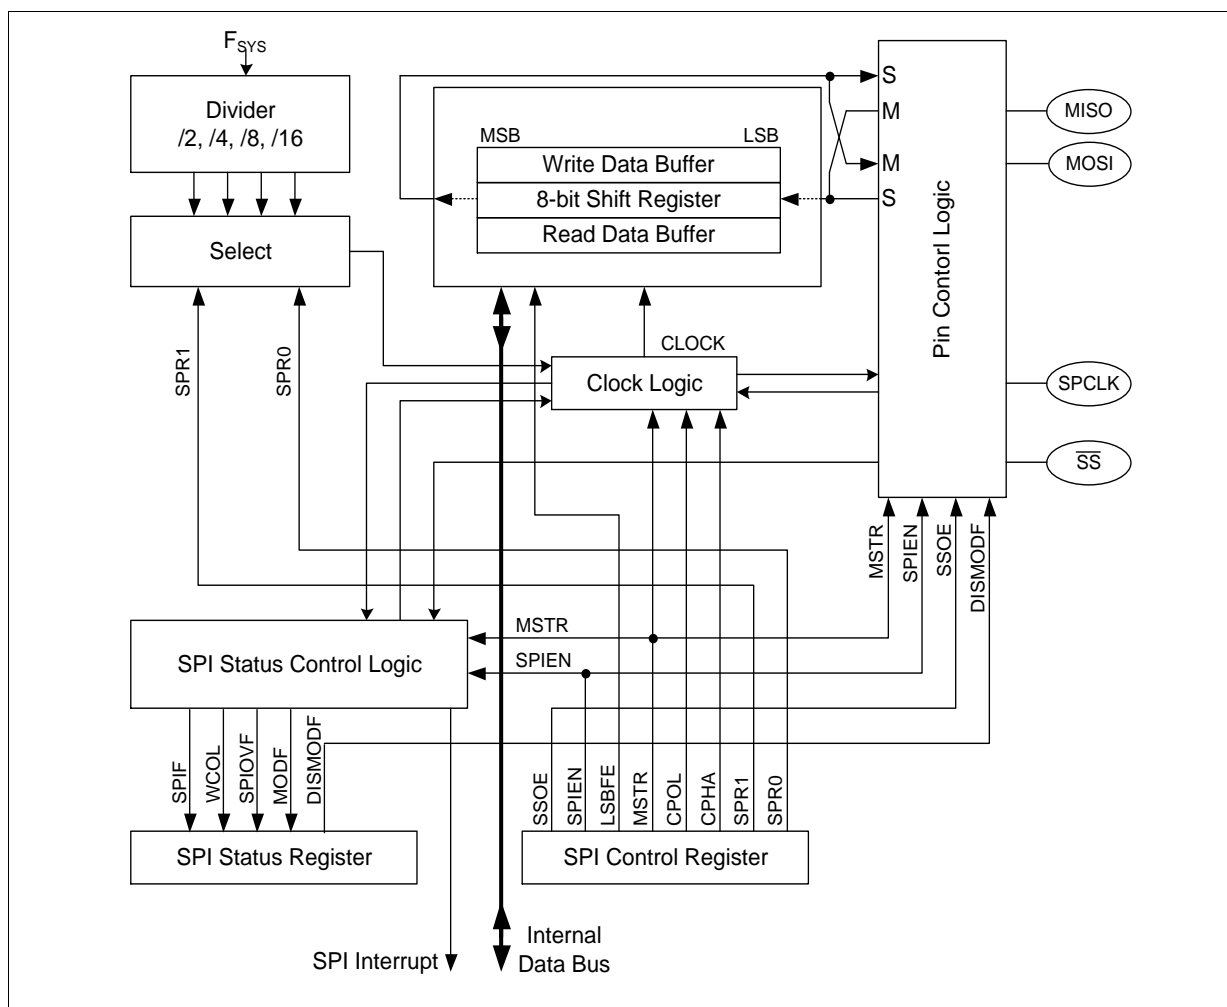 FSYS
Divider
/2, /4, /8, /16
Select
SPR1
SPR0
MSB
LSB
Write Data Buffer
8-bit Shift Register
Read Data Buffer
CLOCK
Clock Logic
S
M
M
S
Pin Contorl Logic
MISO
MOSI
SPCLK
SS
MSTR
SPIEN
SSOE
DISMODF
MSTR
SPIEN
SPI Status Control Logic
SPIF
WCOL
SPIOVF
MODF
DISMODF
SPI Status Register
SSOE
SPIEN
LSBFE
MSTR
CPOL
CPHA
SPR1
SPR0
SPI Control Register
SPI Interrupt
Internal
Data Bus